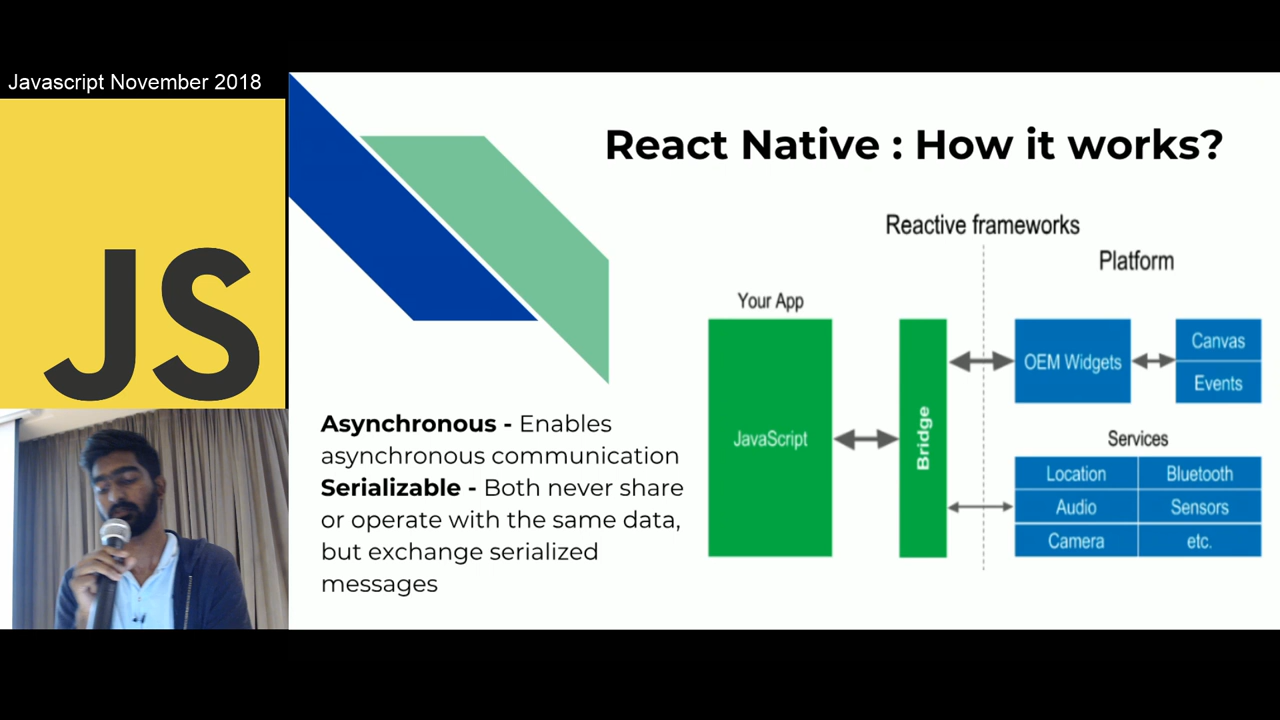 Javascript November 2018
JS
React Native : How it works?
Asynchronous - Enables
asynchronous communication
Serializable - Both never share
or operate with the same data,
but exchange serialized
messages
Reactive frameworks
Platform
Your App
JavaScript
Bridge
OEM Widgets
Canvas
Events
Services
Location
Bluetooth
Audio
Sensors
Camera
etc.